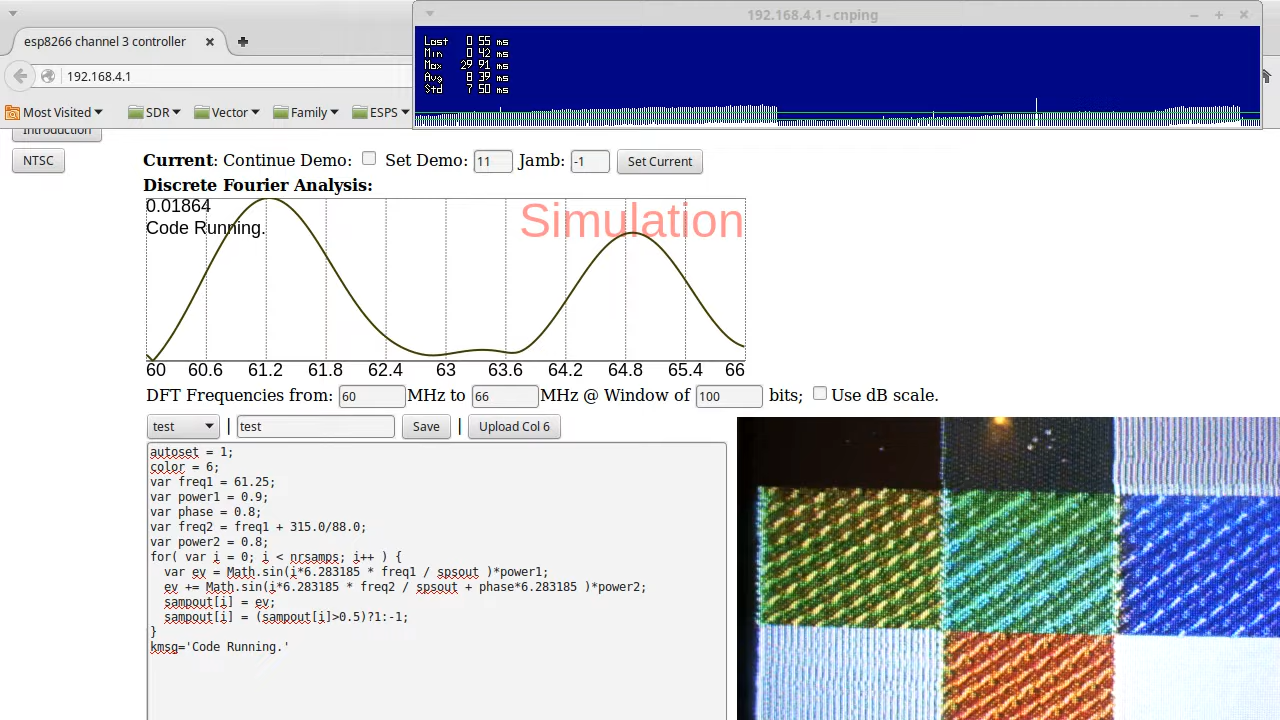 192.168.4.1 - cnping
esp8266 channel 3 controller
192.168.4.1
Last 0 55 ms
Min 0 42 ms
Max 29 91 ms
Avg 8 39 ms
Std 7 50 ms
Most Visited SDR Vector Family ESPS
Introduction
NTSC
Current: Continue Demo: Set Demo: 11 Jamb: -1 Set Current
Discrete Fourier Analysis:
0.01864
Code Running.
Simulation
60 60.6 61.2 61.8 62.4 63 63.6 64.2 64.8 65.4 66
DFT Frequencies from: 60 MHz to 66 MHz @ Window of 100 bits; Use dB scale.
test | test Save | Upload Col 6
autoset = 1;
color = 6;
var freq1 = 61.25;
var power1 = 0.9;
var phase = 0.8;
var freq2 = freq1 + 315.0/88.0;
var power2 = 0.8;
for( var i = 0; i < nrsamps; i++ ) {
var ev = Math.sin(i*6.283185 * freq1 / spsout )*power1;
ev += Math.sin(i*6.283185 * freq2 / spsout + phase*6.283185 )*power2;
sampout[i] = ev;
sampout[i] = (sampout[i]>0.5)?1:-1;
}
kmsg='Code Running.'